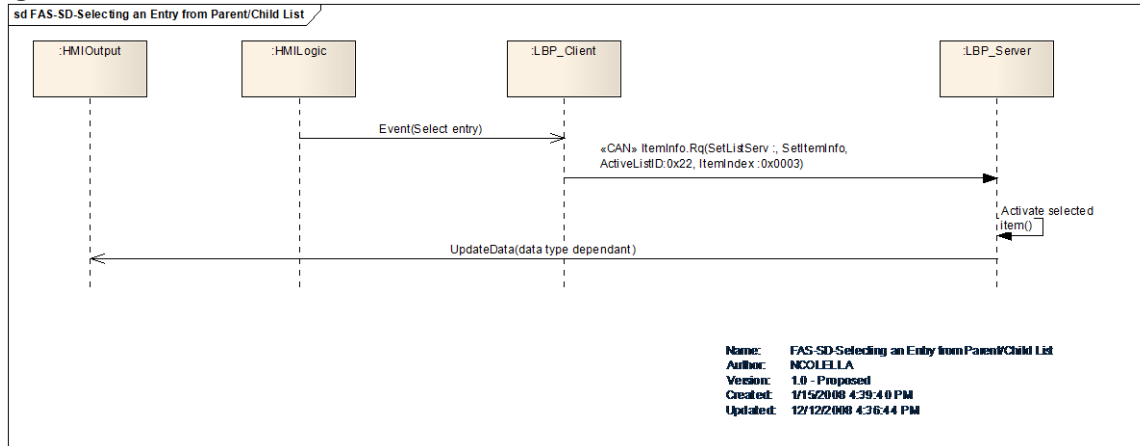 sd FAS-SD-Selecting an Entry from Parent/Child List
:HMIOutput
:HMILogic
:LBP_Client
:LBP_Server
Event(Select entry)
«CAN» ItemInfo.Rq(SetListServ :, SetItemInfo,
ActiveListID:0x22, ItemIndex :0x0003)
Activate selected
item()
UpdateData(data type dependant)
Name: FAS-SD-Selecting an Entry from Parent/Child List
Author: NCOLELLA
Version: 1.0 - Proposed
Created: 1/15/2008 4:39:40 PM
Updated: 12/12/2008 4:36:44 PM